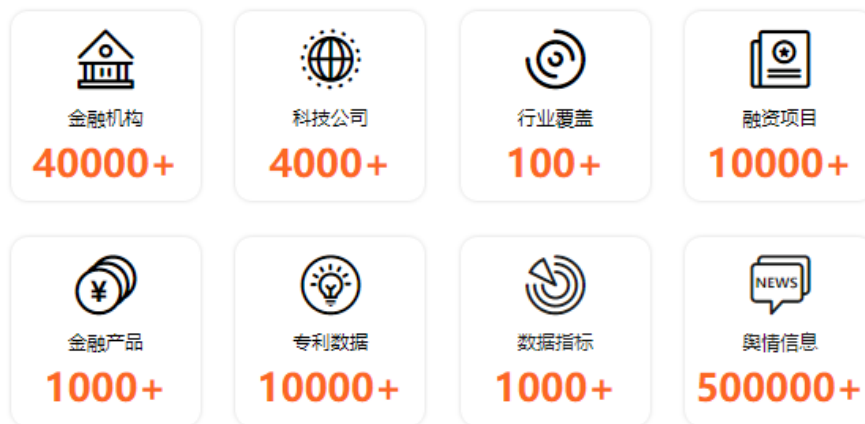 金融机构
40000+
科技公司
4000+
行业覆盖
100+
融资项目
10000+
¥
金融产品
1000+
专利数据
10000+
数据指标
1000+
NEWS
舆情信息
500000+